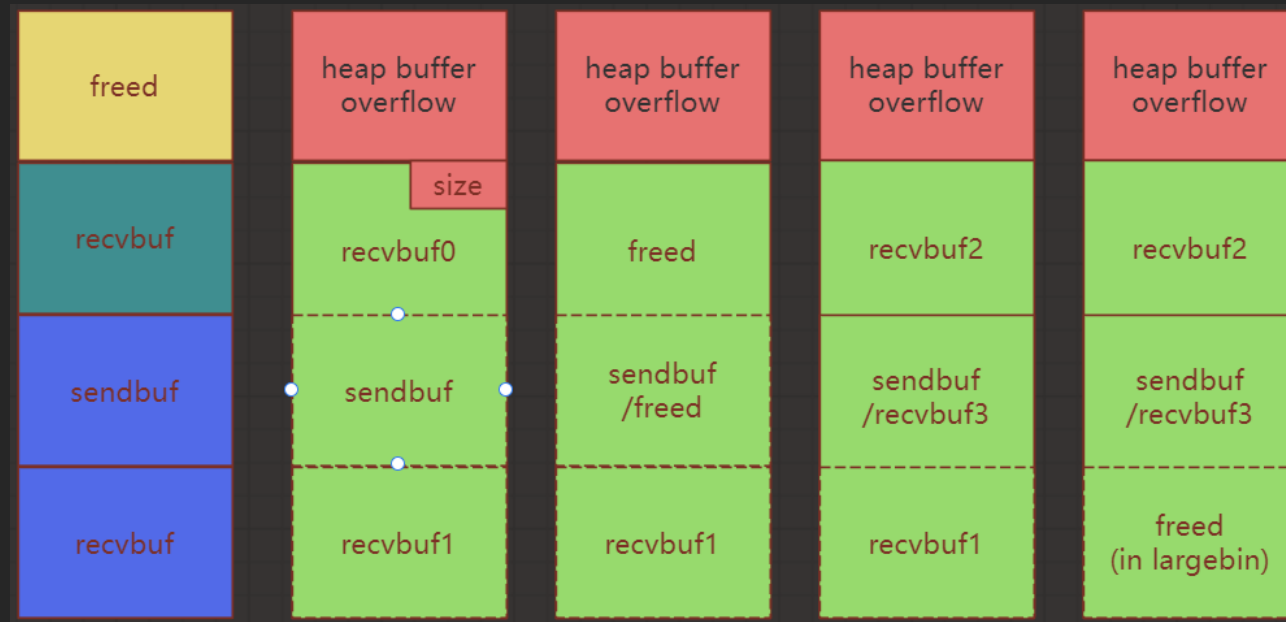 freed
recvbuf
sendbuf
recvbuf
heap buffer
overflow
size
recvbuf0
sendbuf
recvbuf1
heap buffer
overflow
freed
sendbuf
/freed
recvbuf1
heap buffer
overflow
recvbuf2
sendbuf
/recvbuf3
recvbuf1
heap buffer
overflow
recvbuf2
sendbuf
/recvbuf3
freed
(in largebin)